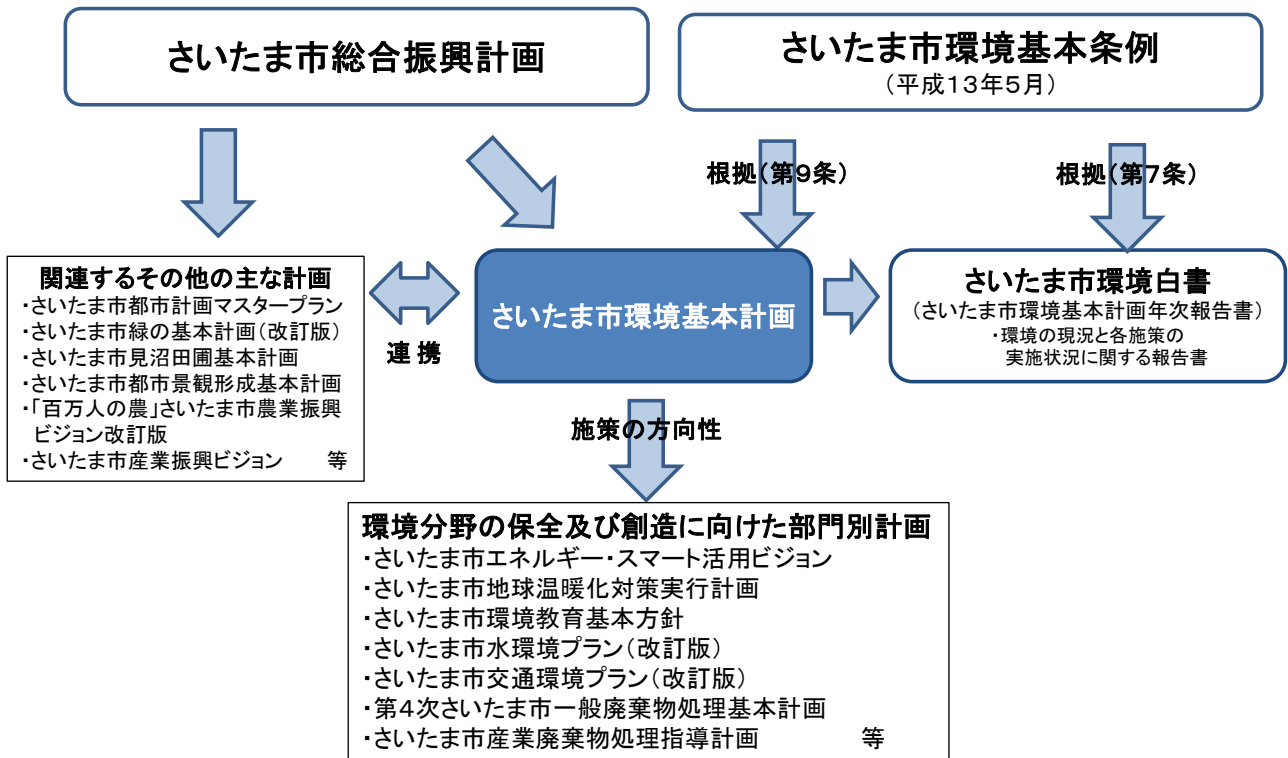 さいたま市総合振興計画
さいたま市環境基本条例
(平成13年5月)
根拠(第9条)
根拠(第7条)
関連するその他の主な計画
・さいたま市都市計画マスタープラン
・さいたま市緑の基本計画(改訂版)
・さいたま市見沼田圃基本計画
・さいたま市都市景観形成基本計画
・「百万人の農」さいたま市農業振興
ビジョン改訂版
・さいたま市産業振興ビジョン 等
連 携
さいたま市環境基本計画
さいたま市環境白書
(さいたま市環境基本計画年次報告書)
・環境の現況と各施策の
実施状況に関する報告書
施策の方向性
環境分野の保全及び創造に向けた部門別計画
・さいたま市エネルギー・スマート活用ビジョン
・さいたま市地球温暖化対策実行計画
・さいたま市環境教育基本方針
・さいたま市水環境プラン(改訂版)
・さいたま市交通環境プラン(改訂版)
・第4次さいたま市一般廃棄物処理基本計画
・さいたま市産業廃棄物処理指導計画 等